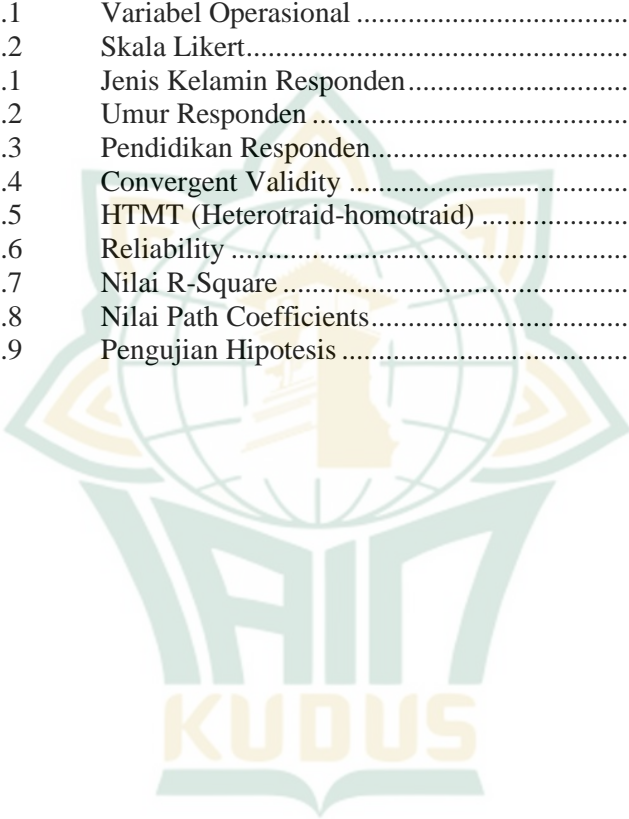 .1 Variabel Operasional ....................................
.2 Skala Likert....................................................
.1 Jenis Kelamin Responden.............................
.2 Umur Responden ..........................................
.3 Pendidikan Responden..................................
.4 Convergent Validity .....................................
.5 HTMT (Heterotraid-homotraid) ...................
.6 Reliability .....................................................
.7 Nilai R-Square ..............................................
.8 Nilai Path Coefficients..................................
.9 Pengujian Hipotesis ......................................
IAIN
KUDUS